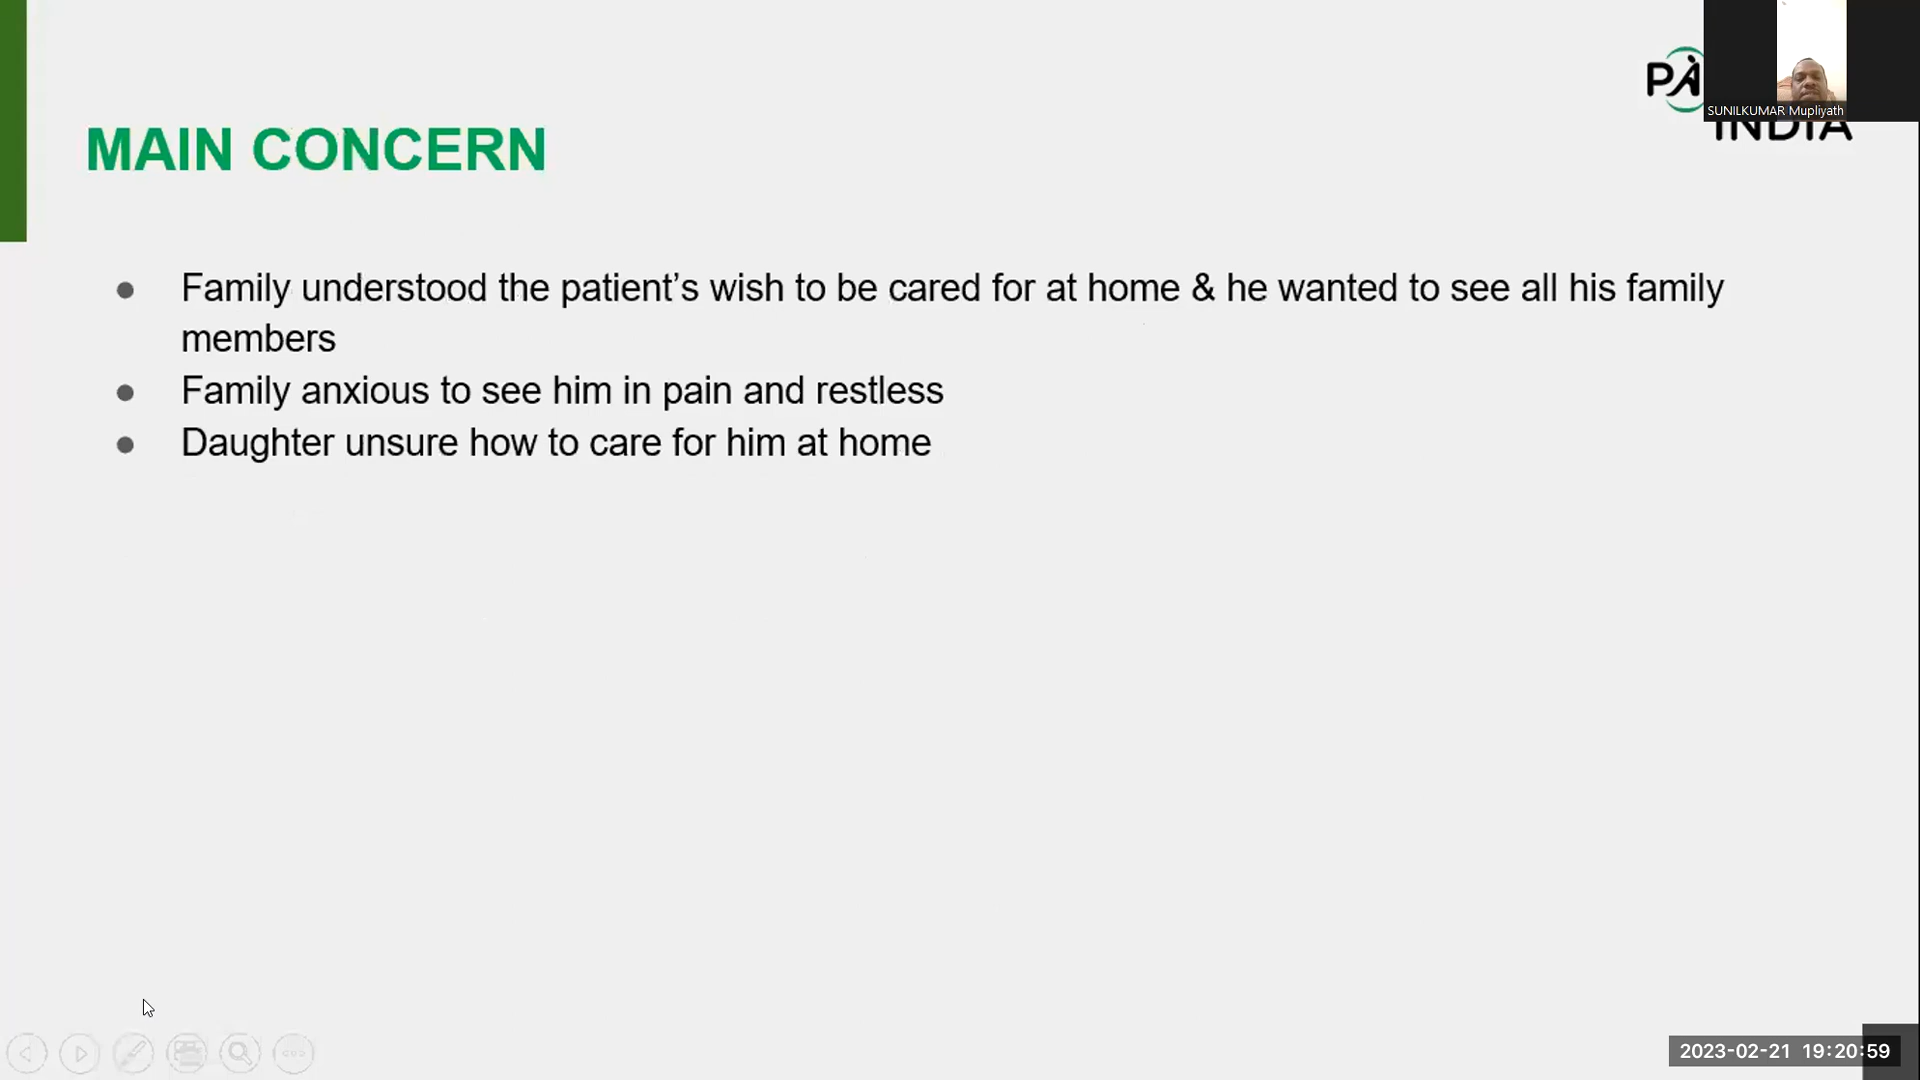 PA
SUNILKUMAR Mupliyath
INDIA
MAIN CONCERN
Family understood the patient’s wish to be cared for at home & he wanted to see all his family
members
Family anxious to see him in pain and restless
Daughter unsure how to care for him at home
2023-02-21 19:20:59